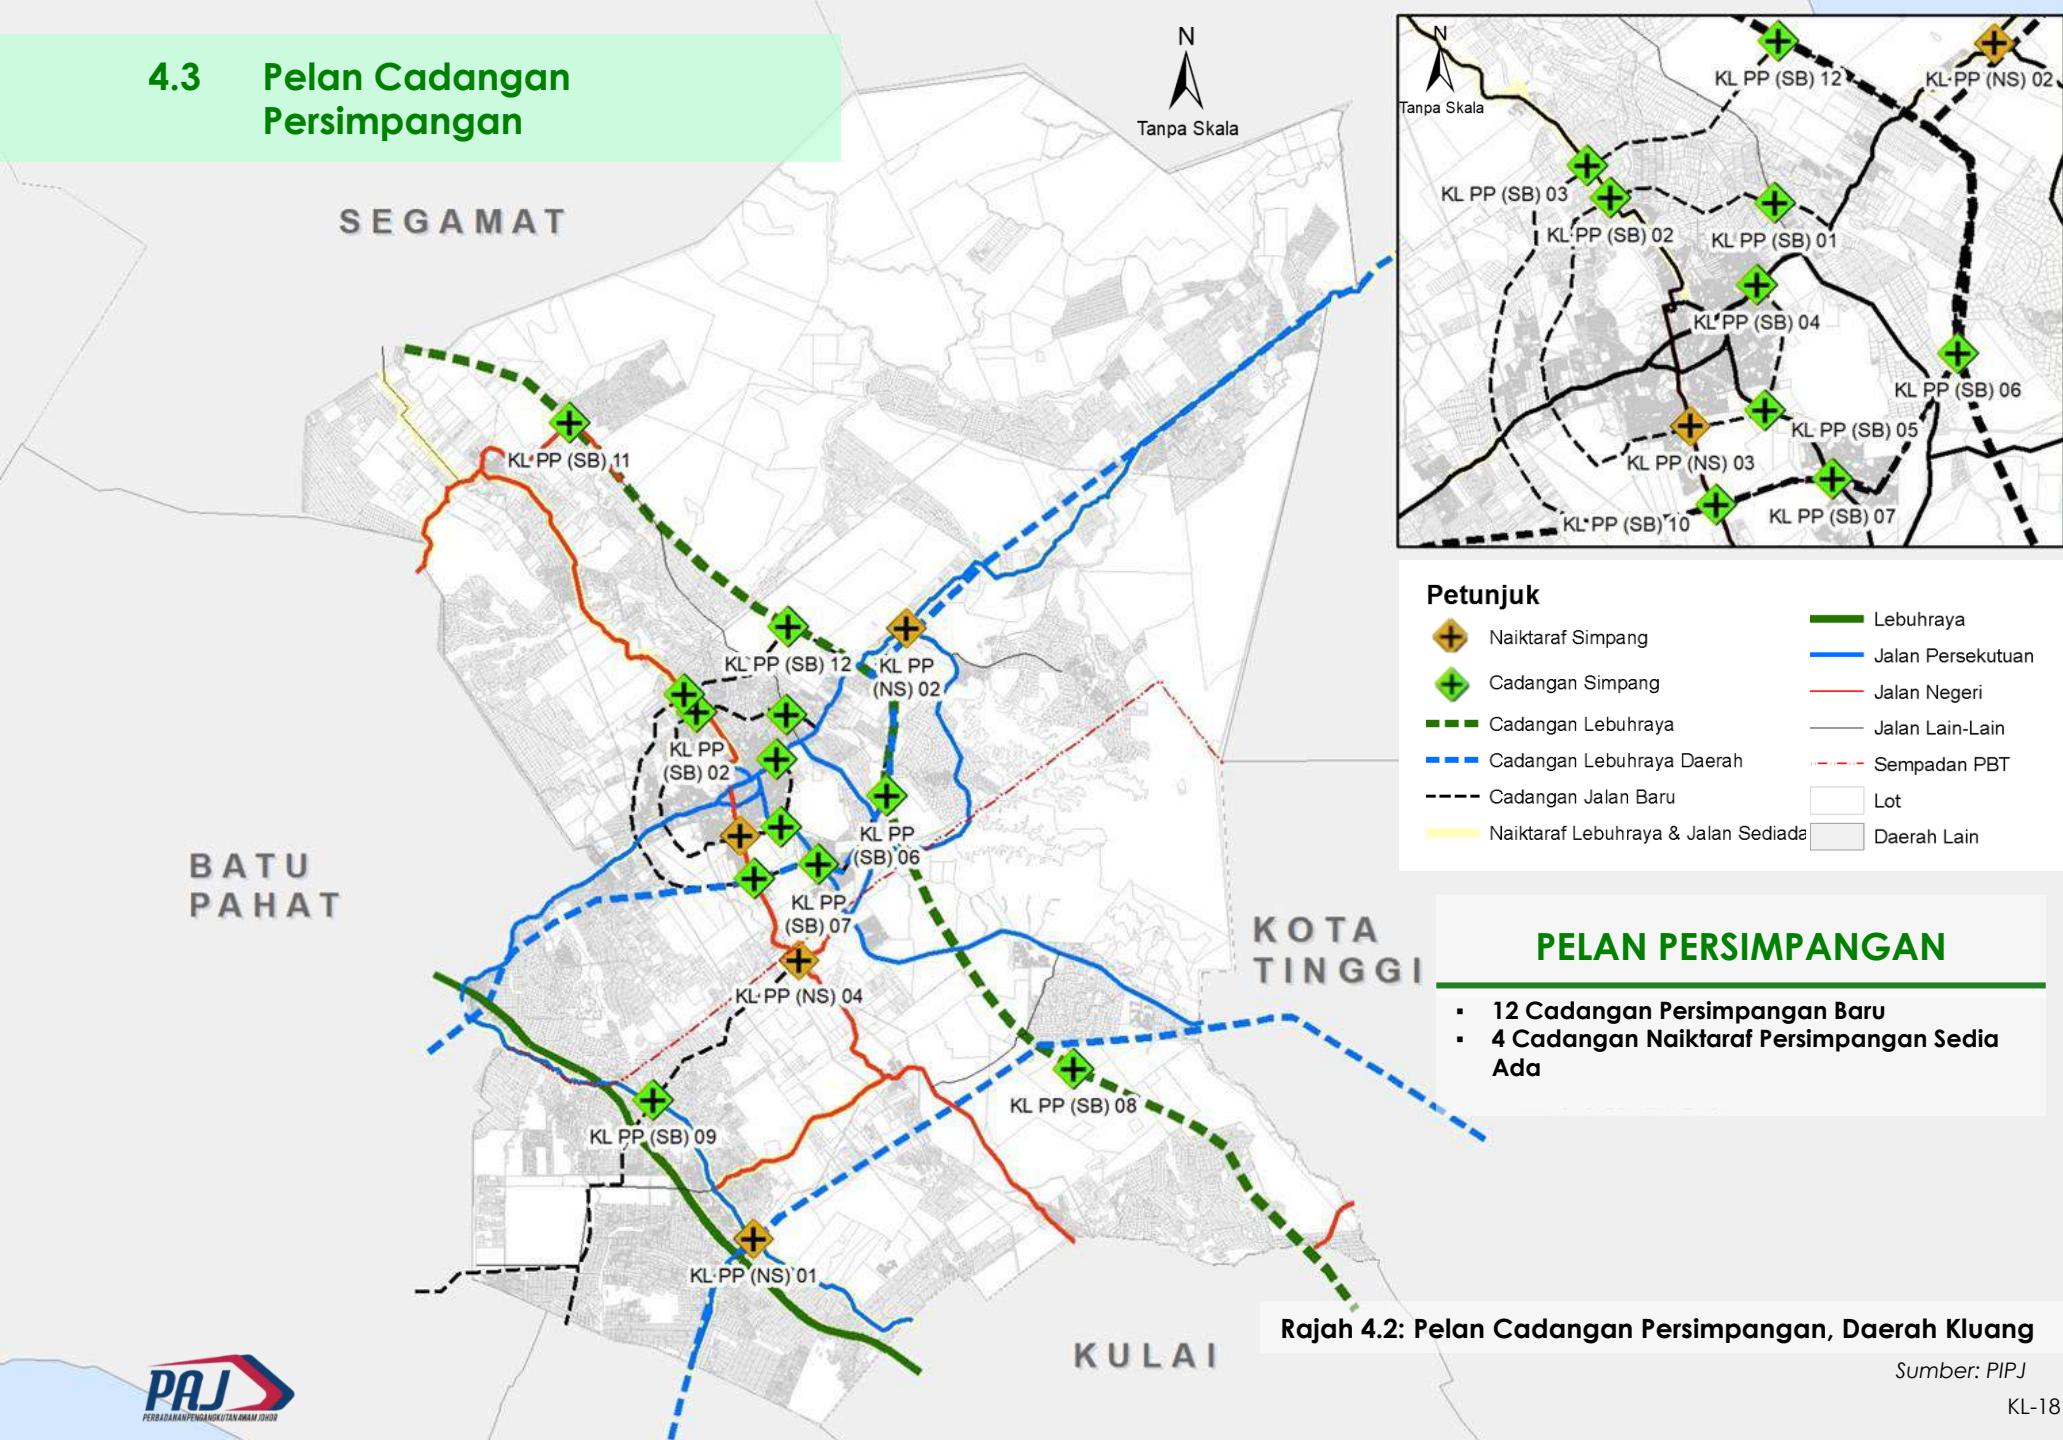 4.3 Pelan Cadangan
Persimpangan
N
Tanpa Skala
SEGAMAT
BATU
PAHAT
KOTA
TINGGI
KULAI
KL PP (SB) 11
KL PP (SB) 12
KL PP
(NS) 02
KL PP
(SB) 02
KL PP
(SB) 06
KL PP
(SB) 07
KL PP (NS) 04
KL PP (SB) 08
KL PP (SB) 09
KL PP (NS) 01
N
Tanpa Skala
KL PP (SB) 12
KL PP (NS) 02
KL PP (SB) 03
KL PP (SB) 02
KL PP (SB) 01
KL PP (SB) 04
KL PP (SB) 06
KL PP (SB) 05
KL PP (NS) 03
KL PP (SB) 10
KL PP (SB) 07
Petunjuk
Naiktaraf Simpang
Cadangan Simpang
Cadangan Lebuhraya
Cadangan Lebuhraya Daerah
Cadangan Jalan Baru
Naiktaraf Lebuhraya & Jalan Sediada
Lebuhraya
Jalan Persekutuan
Jalan Negeri
Jalan Lain-Lain
Sempadan PBT
Lot
Daerah Lain
PELAN PERSIMPANGAN
▪ 12 Cadangan Persimpangan Baru
▪ 4 Cadangan Naiktaraf Persimpangan Sedia
Ada
Rajah 4.2: Pelan Cadangan Persimpangan, Daerah Kluang
Sumber: PIPJ
KL-18
PAJ
PERBADANAN PENGANGKUTAN AWAM JOHOR